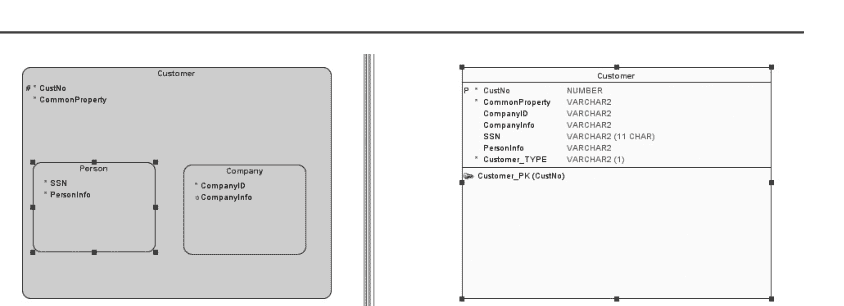 Customer
# * CustNo
* CommonProperty
Person
* SSN
* PersonInfo
Company
* CompanyID
o CompanyInfo
Customer
P * CustNo NUMBER
* CommonProperty VARCHAR2
CompanyID VARCHAR2
CompanyInfo VARCHAR2
SSN VARCHAR2 (11 CHAR)
PersonInfo VARCHAR2
* Customer_TYPE VARCHAR2 (1)
Customer_PK (CustNo)